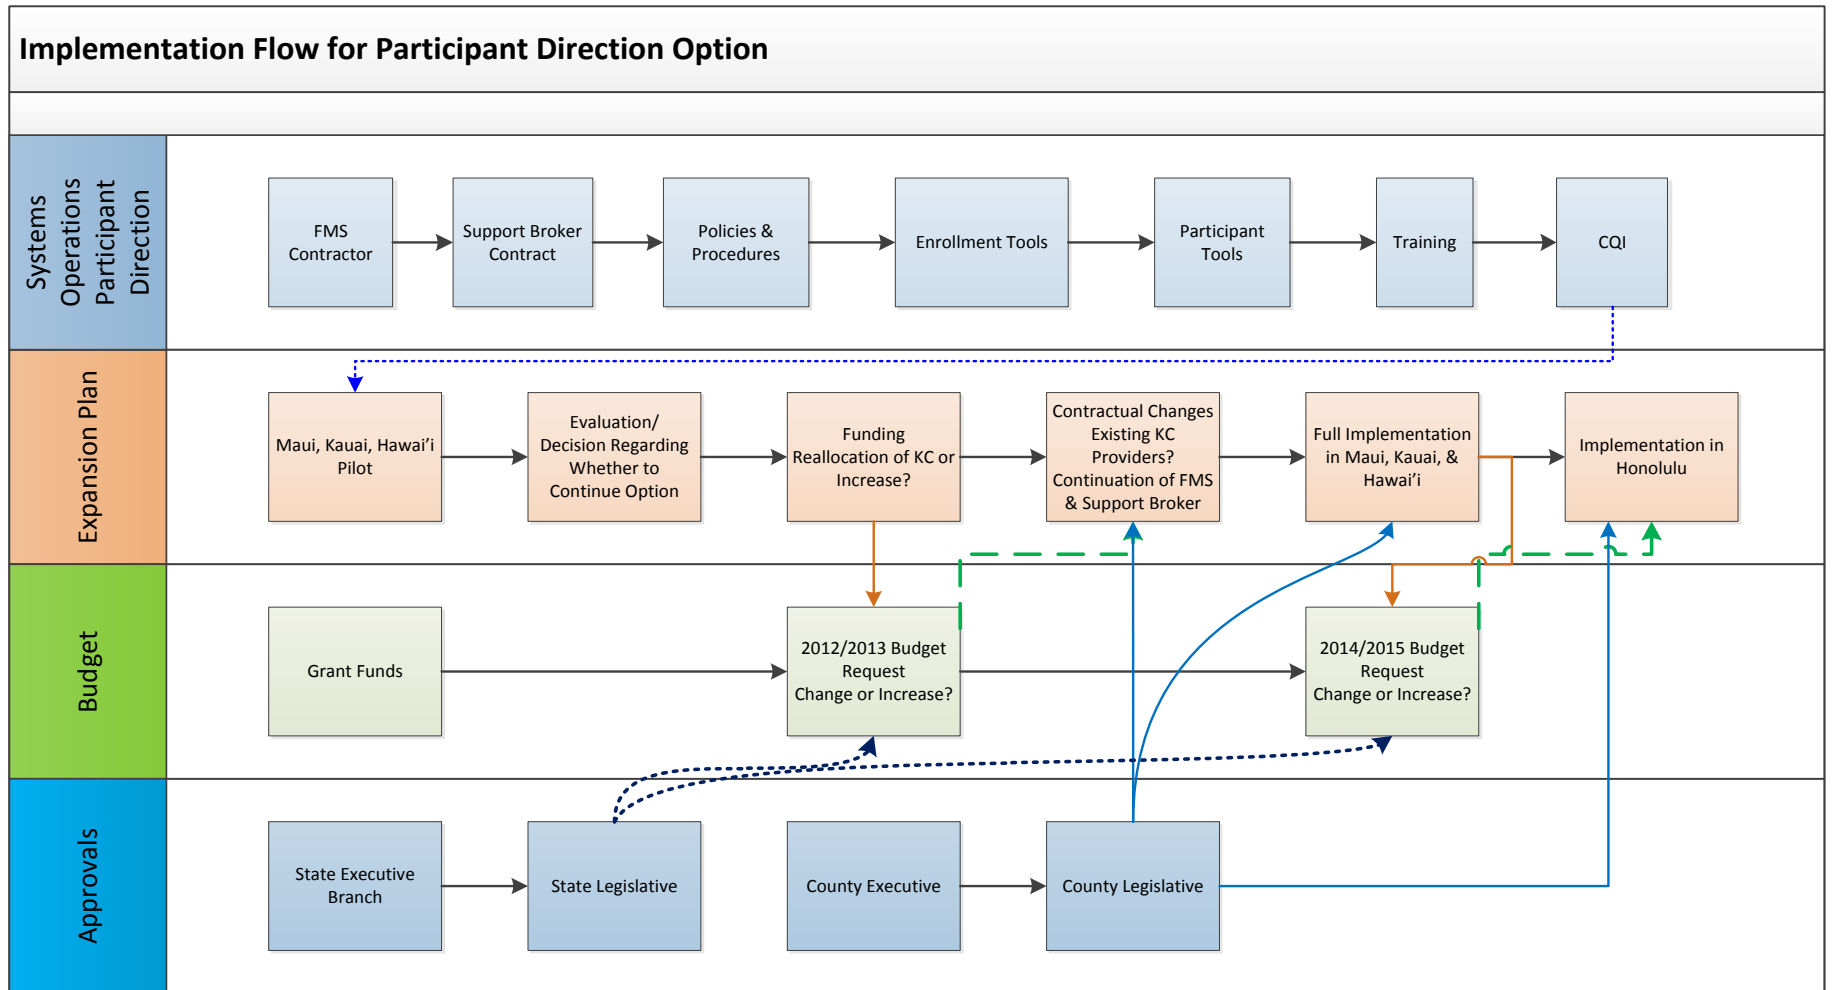 Implementation Flow for Participant Direction Option
Systems
Operations
Participant
Direction
FMS
Contractor
Support Broker
Contract
Policies &
Procedures
Enrollment Tools
Participant
Tools
Training
CQI
Expansion Plan
Maui, Kauai, Hawai’i
Pilot
Evaluation/
Decision Regarding
Whether to
Continue Option
Funding
Reallocation of KC or
Increase?
Contractual Changes
Existing KC
Providers?
Continuation of FMS
& Support Broker
Full Implementation
in Maui, Kauai, &
Hawai’i
Implementation in
Honolulu
Budget
Grant Funds
2012/2013 Budget
Request
Change or Increase?
2014/2015 Budget
Request
Change or Increase?
Approvals
State Executive
Branch
State Legislative
County Executive
County Legislative